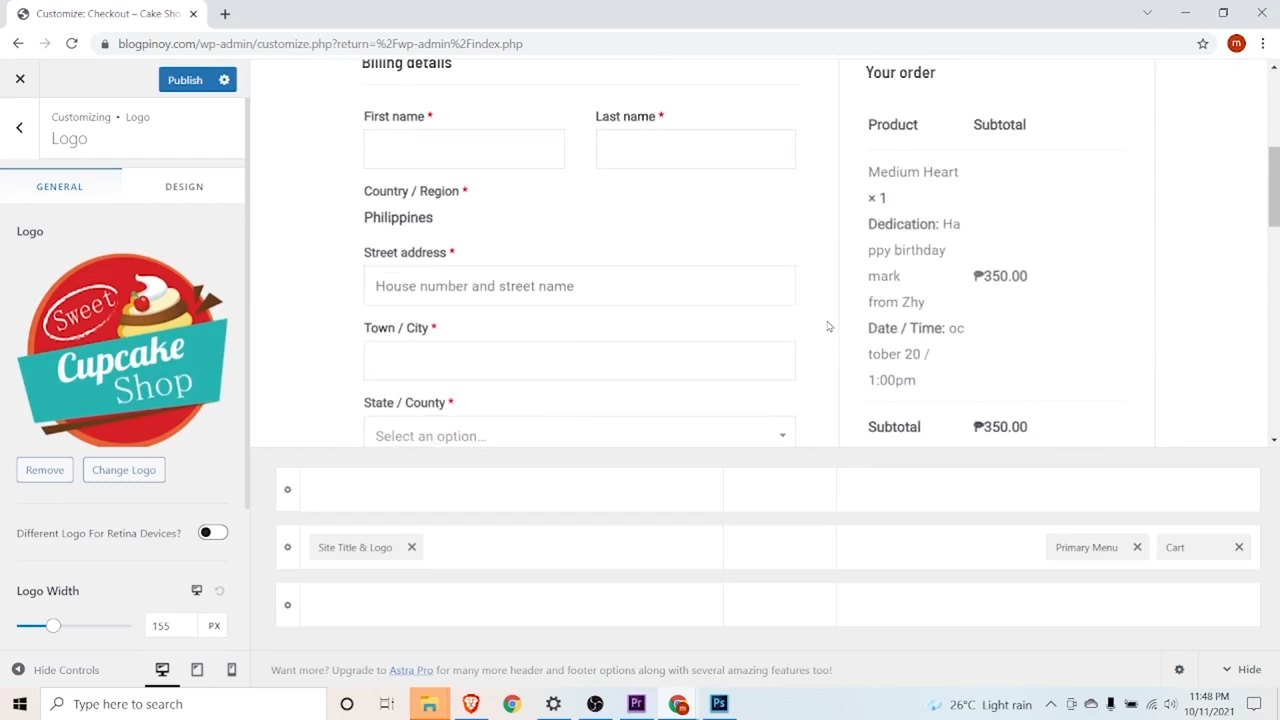 Customize: Checkout – Cake Sho
blogpinoy.com/wp-admin/customize.php?return=%2Fwp-admin%2Findex.php
m
Publish
Customizing • Logo
Logo
GENERAL
DESIGN
Logo
Sweet
Cupcake
Shop
Remove
Change Logo
Different Logo For Retina Devices?
Logo Width
155
PX
Hide Controls
Billing details
First name *
Last name *
Country / Region *
Philippines
Street address *
House number and street name
Town / City *
State / County *
Select an option…
Your order
Product
Subtotal
Medium Heart
× 1
Dedication: Ha
ppy birthday
mark
from Zhy
₱350.00
Date / Time: oc
tober 20 /
1:00pm
Subtotal
₱350.00
Site Title & Logo
Primary Menu
Cart
Want more? Upgrade to Astra Pro for many more header and footer options along with several amazing features too!
Hide
Type here to search
Pr
Ps
26°C Light rain
11:48 PM
10/11/2021